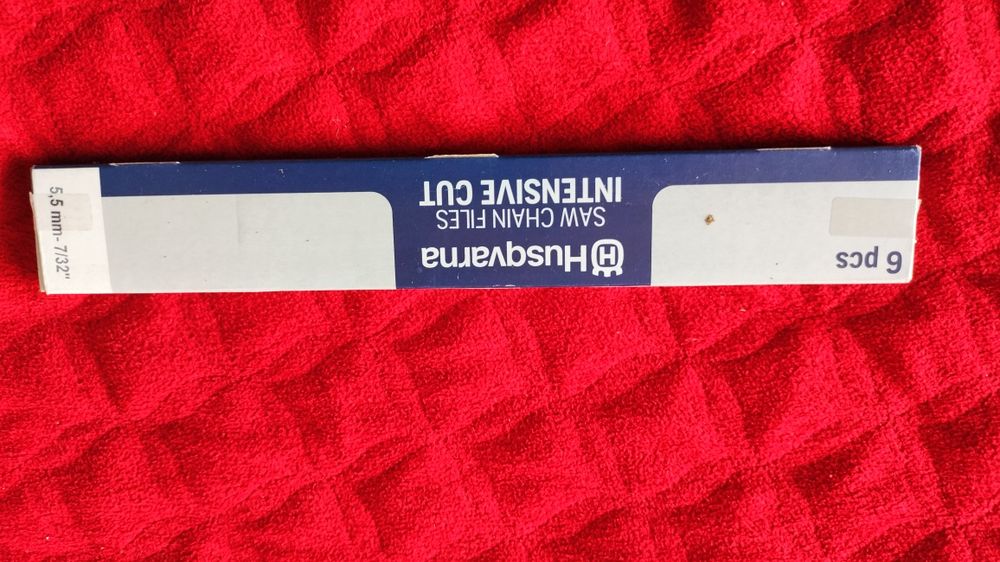 6 pcs
Husqvarna
SAW CHAIN FILES
INTENSIVE CUT
5,5 mm- 7/32"